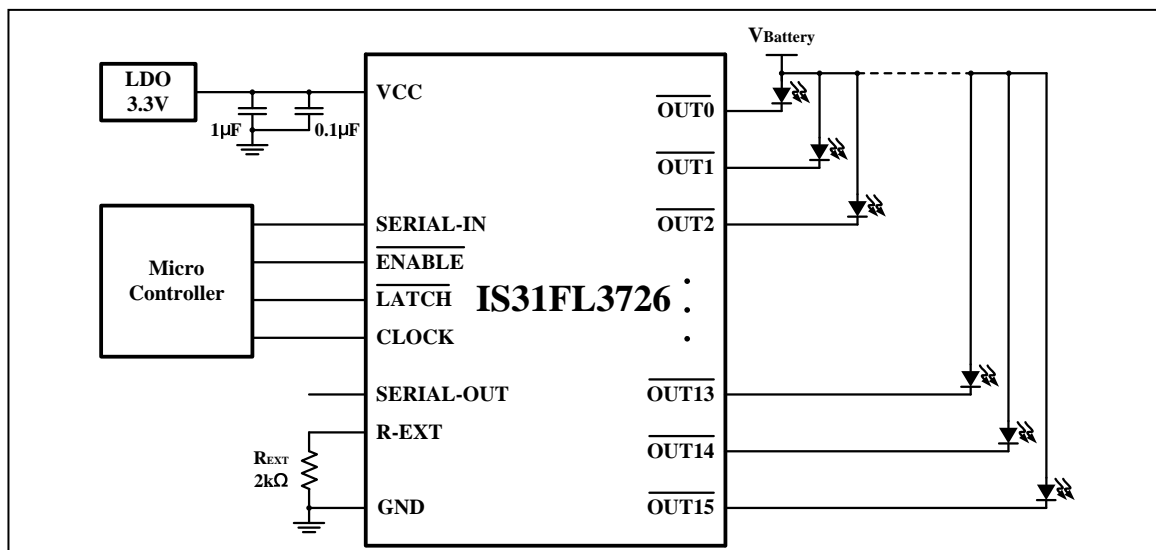 VBattery
LDO
3.3V
VCC
1µF
0.1µF
OUT0
OUT1
SERIAL-IN
OUT2
Micro
Controller
ENABLE
LATCH
IS31FL3726
CLOCK
SERIAL-OUT
OUT13
R-EXT
OUT14
REXT
2kΩ
GND
OUT15